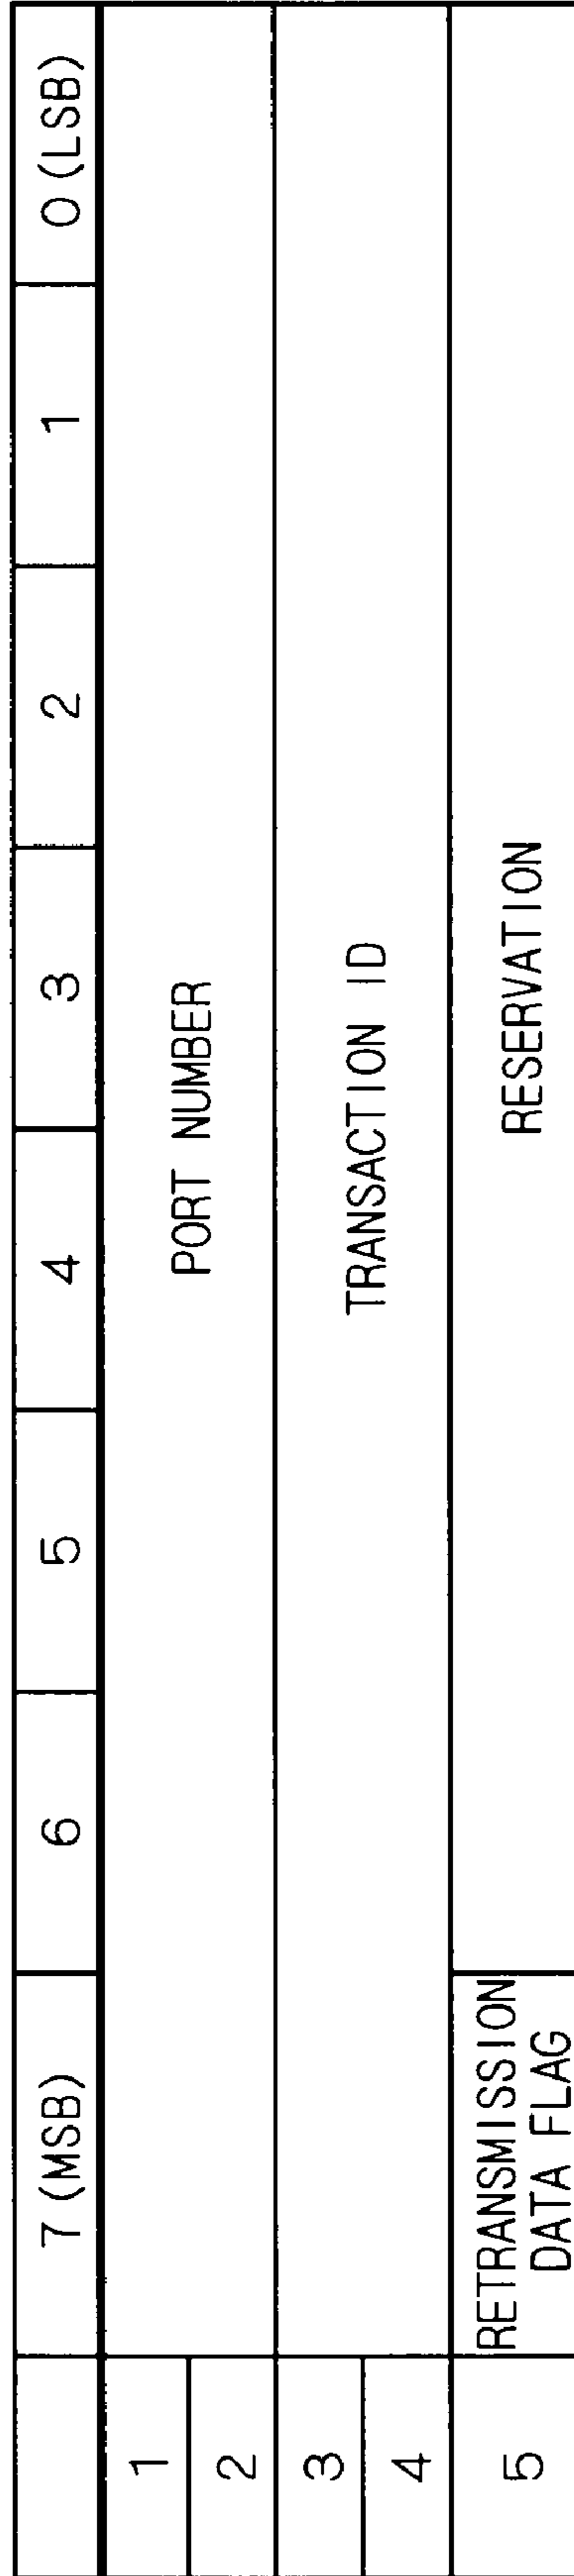 7 (MSB) 6 5 4 3 2 1 0 (LSB)
1
PORT NUMBER
2
3
TRANSACTION ID
4
5
RETRANSMISSION
DATA FLAG
RESERVATION